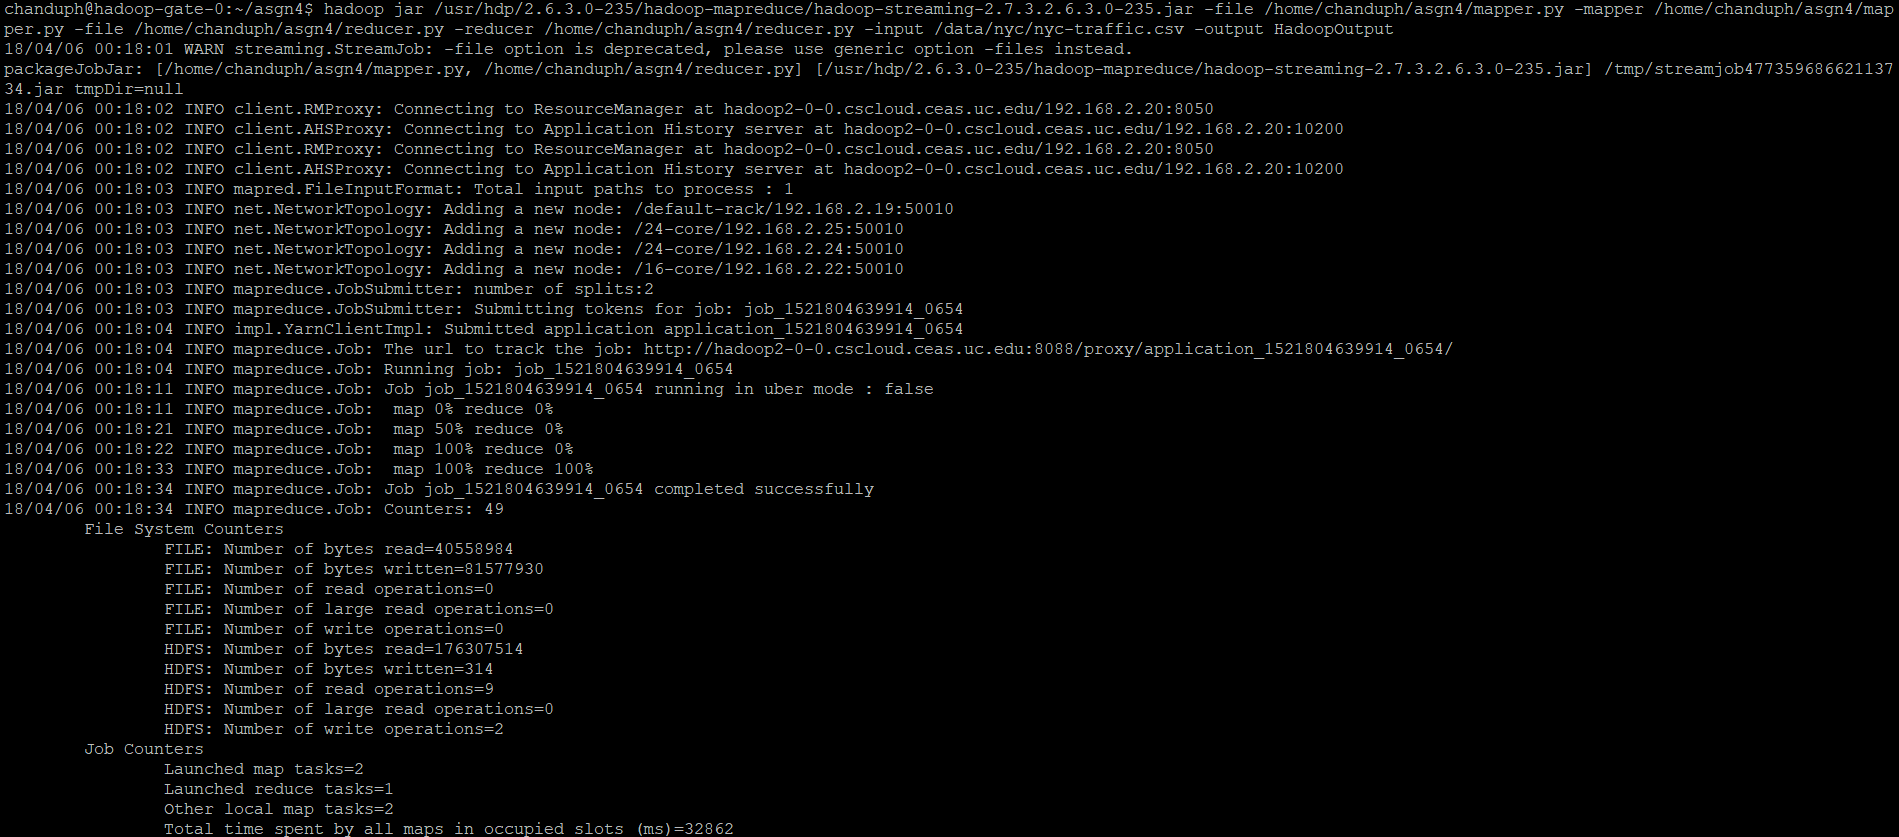 chanduph@hadoop-gate-0:~/asgn4$ hadoop jar /usr/hdp/2.6.3.0-235/hadoop-mapreduce/hadoop-streaming-2.7.3.2.6.3.0-235.jar -file /home/chanduph/asgn4/mapper.py -mapper /home/chanduph/asgn4/map
per.py -file /home/chanduph/asgn4/reducer.py -reducer /home/chanduph/asgn4/reducer.py -input /data/nyc/nyc-traffic.csv -output HadoopOutput
18/04/06 00:18:01 WARN streaming.StreamJob: -file option is deprecated, please use generic option -files instead.
packageJobJar: [/home/chanduph/asgn4/mapper.py, /home/chanduph/asgn4/reducer.py] [/usr/hdp/2.6.3.0-235/hadoop-mapreduce/hadoop-streaming-2.7.3.2.6.3.0-235.jar] /tmp/streamjob477359686621137
34.jar tmpDir=null
18/04/06 00:18:02 INFO client.RMProxy: Connecting to ResourceManager at hadoop2-0-0.cscloud.ceas.uc.edu/192.168.2.20:8050
18/04/06 00:18:02 INFO client.AHSProxy: Connecting to Application History server at hadoop2-0-0.cscloud.ceas.uc.edu/192.168.2.20:10200
18/04/06 00:18:02 INFO client.RMProxy: Connecting to ResourceManager at hadoop2-0-0.cscloud.ceas.uc.edu/192.168.2.20:8050
18/04/06 00:18:02 INFO client.AHSProxy: Connecting to Application History server at hadoop2-0-0.cscloud.ceas.uc.edu/192.168.2.20:10200
18/04/06 00:18:03 INFO mapred.FileInputFormat: Total input paths to process : 1
18/04/06 00:18:03 INFO net.NetworkTopology: Adding a new node: /default-rack/192.168.2.19:50010
18/04/06 00:18:03 INFO net.NetworkTopology: Adding a new node: /24-core/192.168.2.25:50010
18/04/06 00:18:03 INFO net.NetworkTopology: Adding a new node: /24-core/192.168.2.24:50010
18/04/06 00:18:03 INFO net.NetworkTopology: Adding a new node: /16-core/192.168.2.22:50010
18/04/06 00:18:03 INFO mapreduce.JobSubmitter: number of splits:2
18/04/06 00:18:03 INFO mapreduce.JobSubmitter: Submitting tokens for job: job_1521804639914_0654
18/04/06 00:18:04 INFO impl.YarnClientImpl: Submitted application application_1521804639914_0654
18/04/06 00:18:04 INFO mapreduce.Job: The url to track the job: http://hadoop2-0-0.cscloud.ceas.uc.edu:8088/proxy/application_1521804639914_0654/
18/04/06 00:18:04 INFO mapreduce.Job: Running job: job_1521804639914_0654
18/04/06 00:18:11 INFO mapreduce.Job: Job job_1521804639914_0654 running in uber mode : false
18/04/06 00:18:11 INFO mapreduce.Job:  map 0% reduce 0%
18/04/06 00:18:21 INFO mapreduce.Job:  map 50% reduce 0%
18/04/06 00:18:22 INFO mapreduce.Job:  map 100% reduce 0%
18/04/06 00:18:33 INFO mapreduce.Job:  map 100% reduce 100%
18/04/06 00:18:34 INFO mapreduce.Job: Job job_1521804639914_0654 completed successfully
18/04/06 00:18:34 INFO mapreduce.Job: Counters: 49
File System Counters
FILE: Number of bytes read=40558984
FILE: Number of bytes written=81577930
FILE: Number of read operations=0
FILE: Number of large read operations=0
FILE: Number of write operations=0
HDFS: Number of bytes read=176307514
HDFS: Number of bytes written=314
HDFS: Number of read operations=9
HDFS: Number of large read operations=0
HDFS: Number of write operations=2
Job Counters
Launched map tasks=2
Launched reduce tasks=1
Other local map tasks=2
Total time spent by all maps in occupied slots (ms)=32862